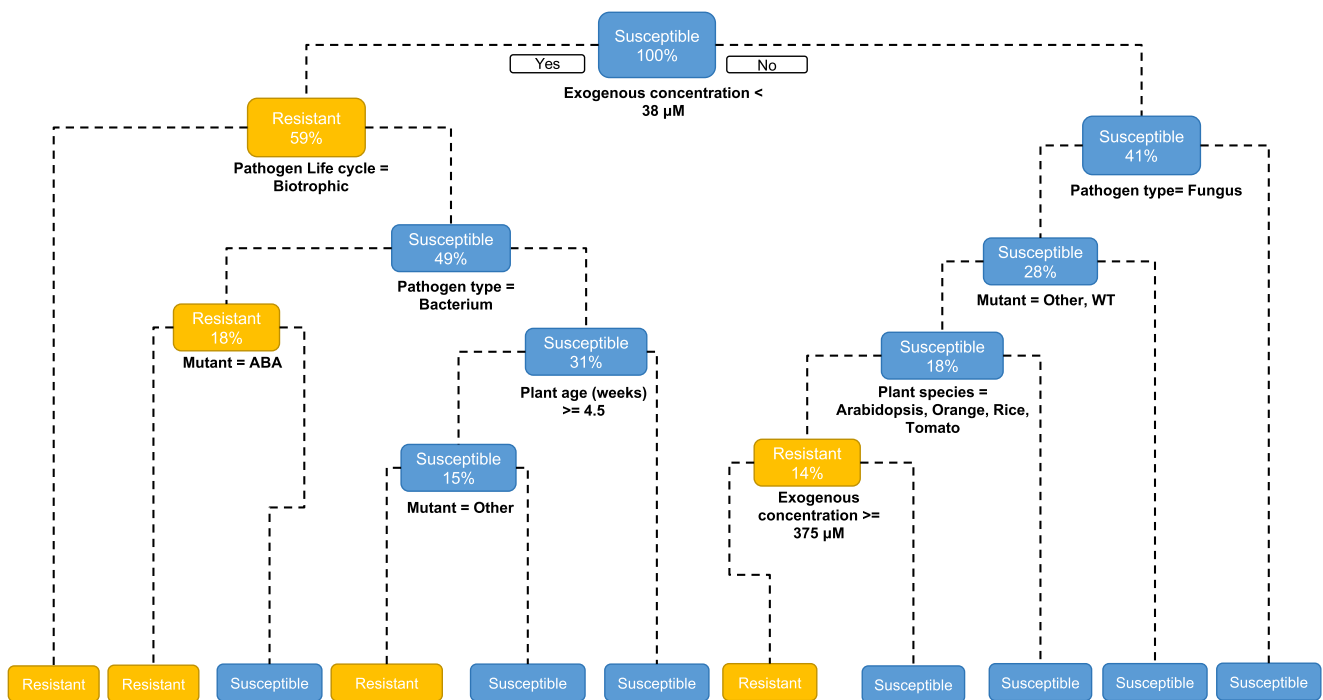 Susceptible
100%
Yes
No
Exogenous concentration <
38 µM
Resistant
59%
Pathogen Life cycle =
Biotrophic
Susceptible
41%
Pathogen type= Fungus
Susceptible
49%
Pathogen type =
Bacterium
Susceptible
28%
Mutant = Other, WT
Resistant
18%
Mutant = ABA
Susceptible
31%
Plant age (weeks)
>= 4.5
Susceptible
18%
Plant species =
Arabidopsis, Orange, Rice,
Tomato
Susceptible
15%
Mutant = Other
Resistant
14%
Exogenous
concentration >=
375 µM
Resistant
Resistant
Susceptible
Resistant
Susceptible
Susceptible
Resistant
Susceptible
Susceptible
Susceptible
Susceptible